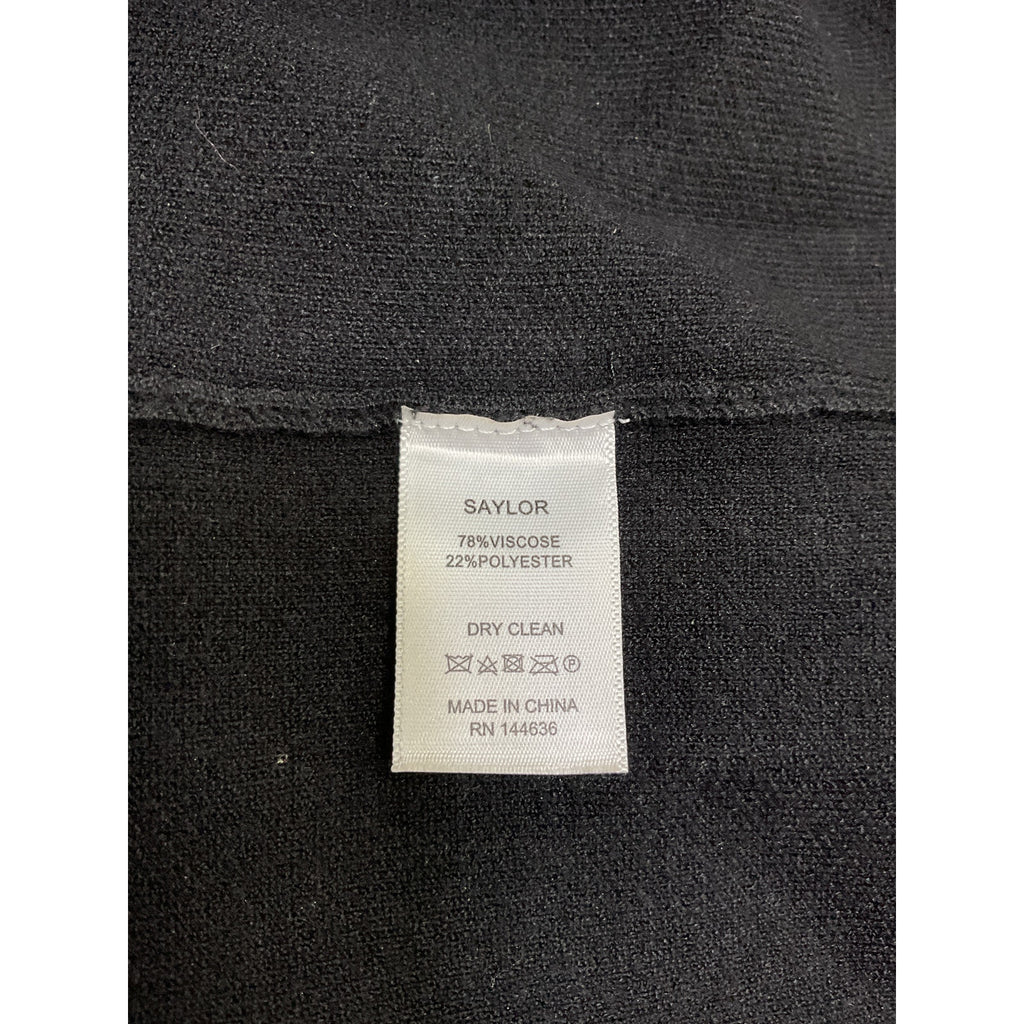 SAYLOR
78%VISCOSE
22%POLYESTER
DRY CLEAN
P
MADE IN CHINA
RN 144636